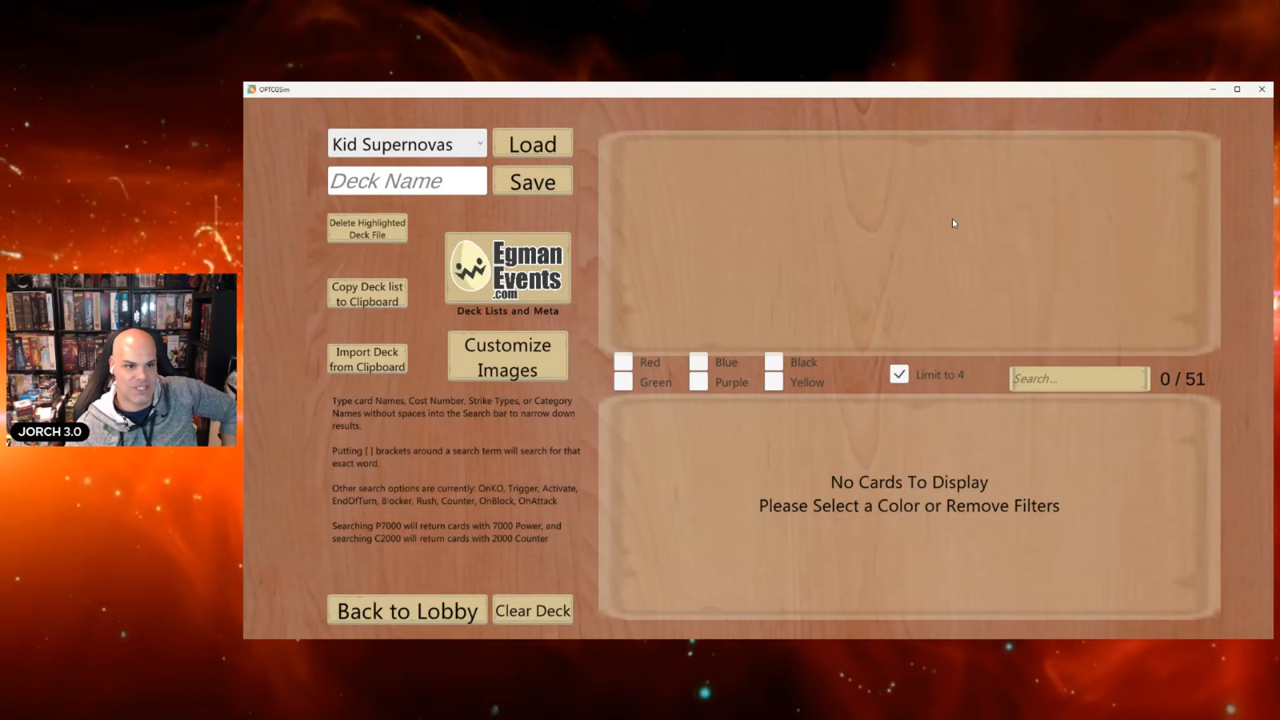 OPTCGSim
Kid Supernovas
Load
Deck Name
Save
Delete Highlighted
Deck File
Egman
Events
.com
Deck Lists and Meta
Copy Deck list
to Clipboard
Import Deck
from Clipboard
Customize
Images
Red
Blue
Black
Green
Purple
Yellow
Limit to 4
Search...
0 / 51
Type card Names, Cost Number, Strike Types, or Category
Names without spaces into the Search bar to narrow down
results.
Putting [ ] brackets around a search term will search for that
exact word.
Other search options are currently: OnKO, Trigger, Activate,
EndOfTurn, Blocker, Rush, Counter, OnBlock, OnAttack
Searching P7000 will return cards with 7000 Power, and
searching C2000 will return cards with 2000 Counter
No Cards To Display
Please Select a Color or Remove Filters
Back to Lobby
Clear Deck
JORCH 3.0